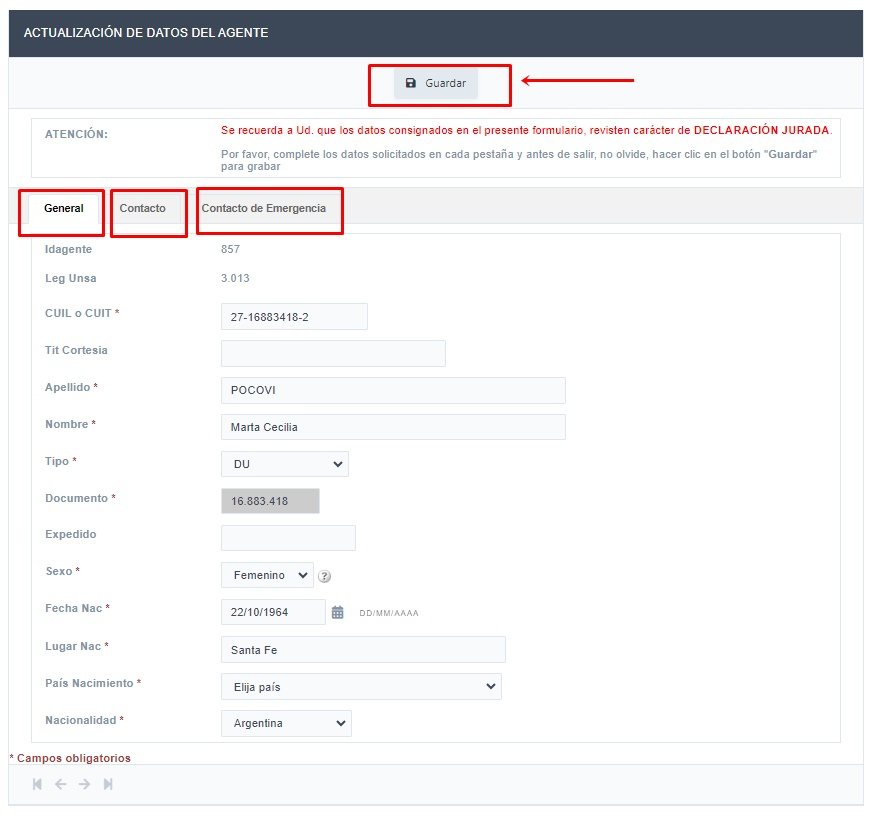 ACTUALIZACIÓN DE DATOS DEL AGENTE
Guardar
ATENCIÓN:
Se recuerda a Ud. que los datos consignados en el presente formulario, revisten carácter de DECLARACIÓN JURADA.
Por favor, complete los datos solicitados en cada pestaña y antes de salir, no olvide, hacer clic en el botón "Guardar"
para grabar
General Contacto Contacto de Emergencia
Idagente 857
Leg Unsa 3.013
CUIL o CUIT * 27-16883418-2
Tit Cortesia
Apellido * POCOVI
Nombre * Marta Cecilia
Tipo * DU
Documento * 16.883.418
Expedido
Sexo * Femenino ?
Fecha Nac * 22/10/1964 DD/MM/AAAA
Lugar Nac * Santa Fe
País Nacimiento * Elija país
Nacionalidad * Argentina
* Campos obligatorios